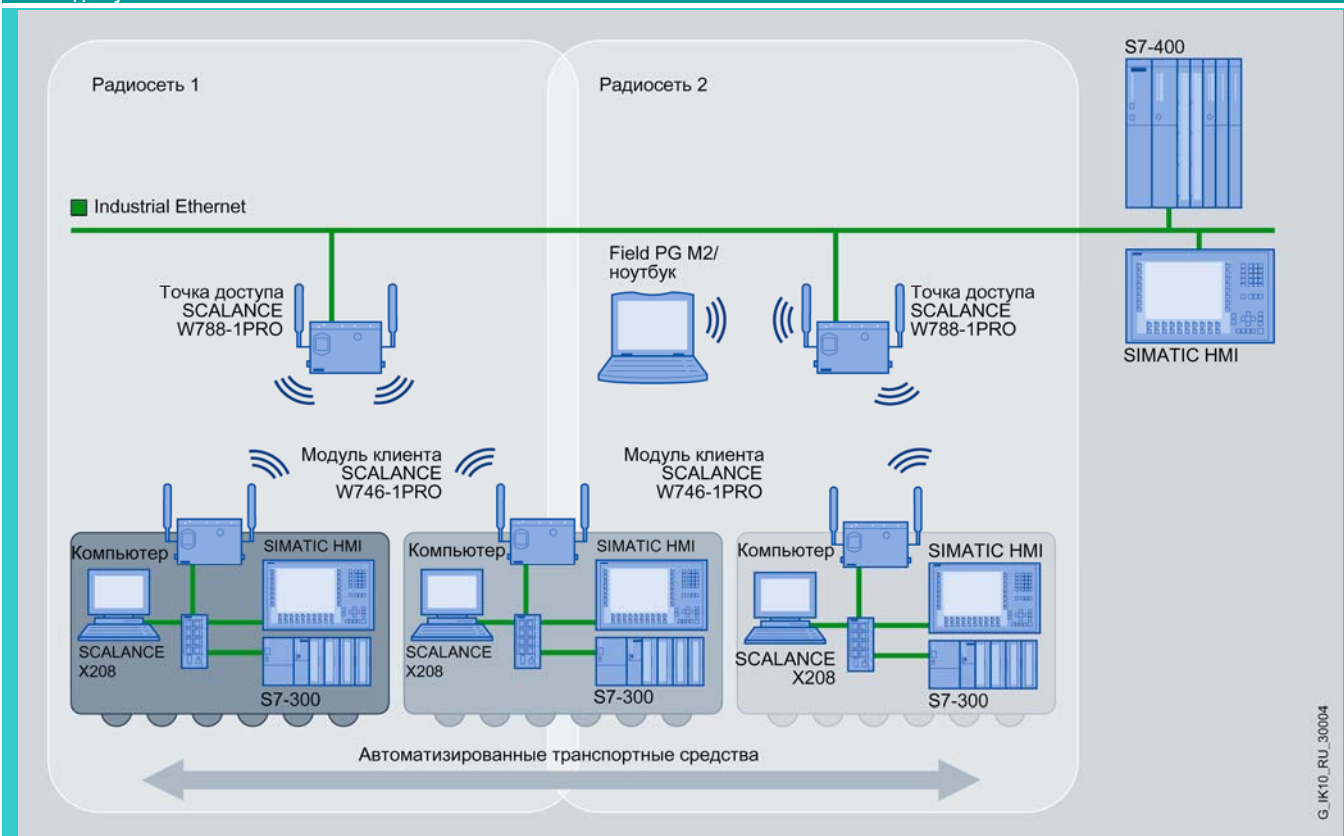 S7-400
Радиосеть 1
Радиосеть 2
Industrial Ethernet
Field PG M2/
ноутбук
Точка доступа
SCALANCE
W788-1PRO
Точка доступа
SCALANCE
W788-1PRO
SIMATIC HMI
Модуль клиента
SCALANCE
W746-1PRO
Модуль клиента
SCALANCE
W746-1PRO
Компьютер
SIMATIC HMI
SCALANCE
X208
S7-300
Компьютер
SIMATIC HMI
SCALANCE
X208
S7-300
Компьютер
SIMATIC HMI
SCALANCE
X208
S7-300
Автоматизированные транспортные средства
G_IK10_RU_30004